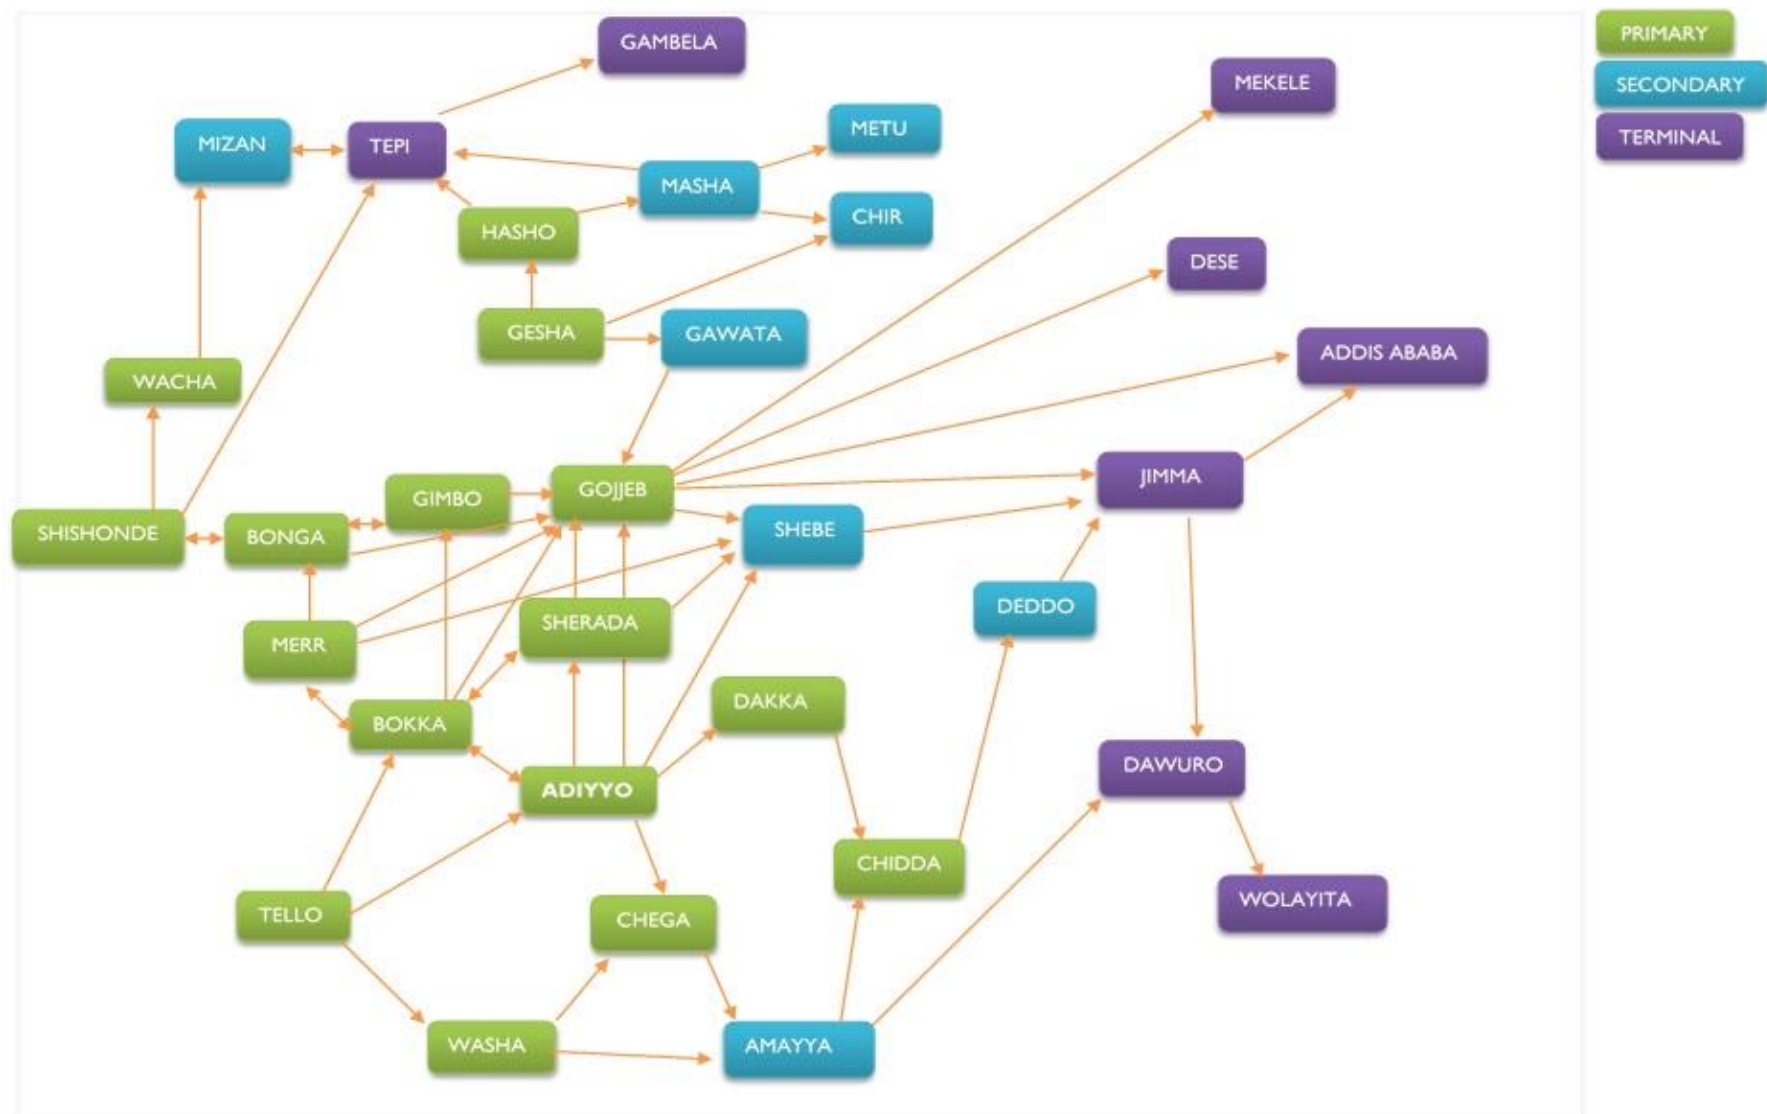 GAMBELA
PRIMARY
MEKELE
SECONDARY
METU
TERMINAL
MIZAN
TEPI
MASHA
CHIR
HASHO
DESE
GESHA
GAWATA
ADDIS ABABA
WACHA
JIMMA
GIMBO
GOJJEB
SHISHONDE
BONGA
SHEBE
DEDDO
SHERADA
MERR
DAKKA
BOKKA
DAWURO
ADIYYO
CHIDDA
WOLAYITA
TELLO
CHEGA
WASHA
AMAYYA